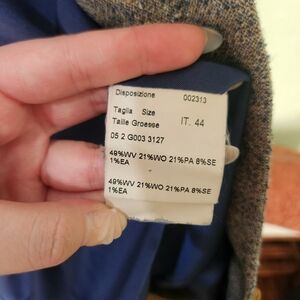 Disposizione 002313
Taglia Size
Taille Groesse IT. 44
05 2 G003 3127
49%WV 21%WO 21%PA 8%SE
1%EA
49%WV 21%WO 21%PA 8%SE
1%EA